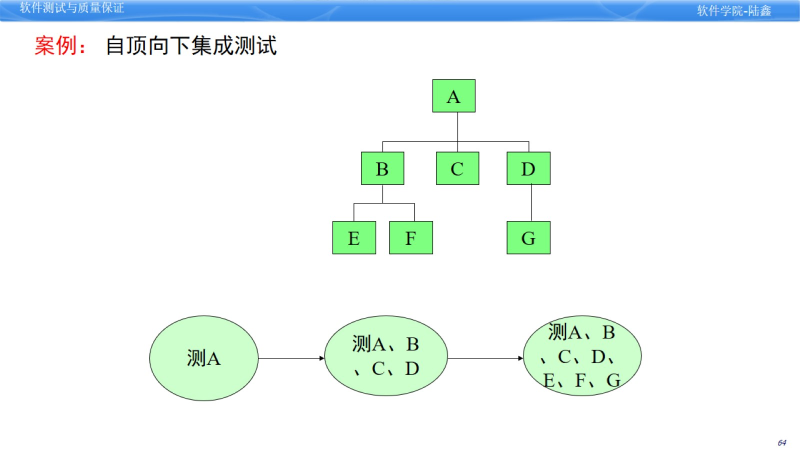 软件测试与质量保证
软件学院-陆鑫
案例： 自顶向下集成测试
A
B
C
D
E
F
G
测A
测A、B
、C、D
测A、B
、C、D、
E、F、G
64